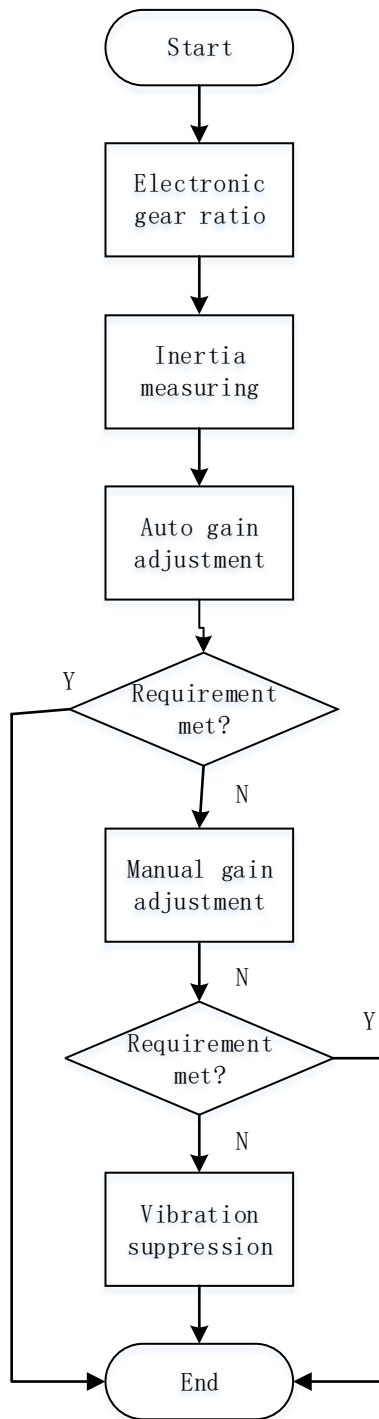 Start
Electronic
gear ratio
Inertia
measuring
Auto gain
adjustment
Y
Requirement
met?
N
Manual gain
adjustment
N
Y
Requirement
met?
N
Vibration
suppression
End